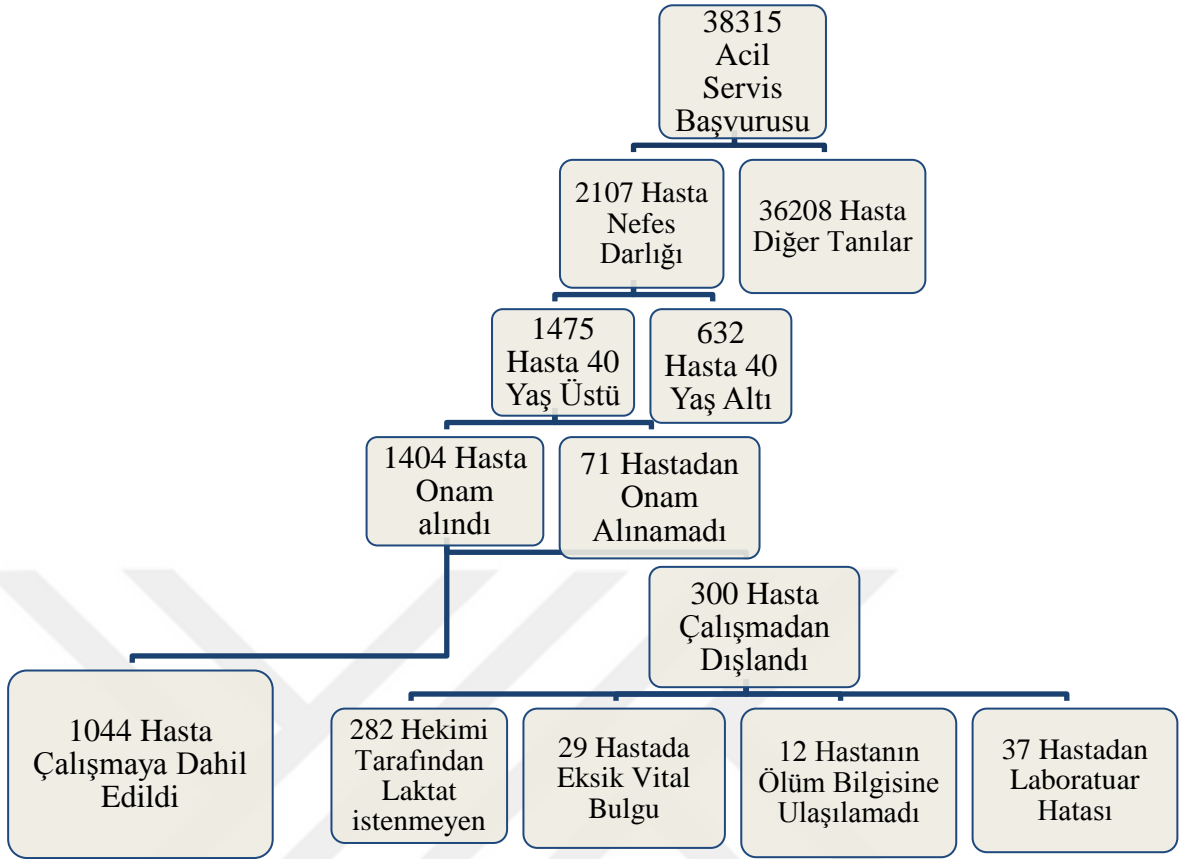 38315
Acil
Servis
Başvurusu
2107 Hasta
Nefes
Darlığı
36208 Hasta
Diğer Tanılar
1475
Hasta 40
Yaş Üstü
632
Hasta 40
Yaş Altı
1404 Hasta
Onam
alındı
71 Hastadan
Onam
Alınamadı
300 Hasta
Çalışmadan
Dışlandı
1044 Hasta
Çalışmaya Dahil
Edildi
282 Hekimi
Tarafından
Laktat
istenmeyen
29 Hastada
Eksik Vital
Bulgu
12 Hastanın
Ölüm Bilgisine
Ulaşılamadı
37 Hastadan
Laboratuar
Hatası